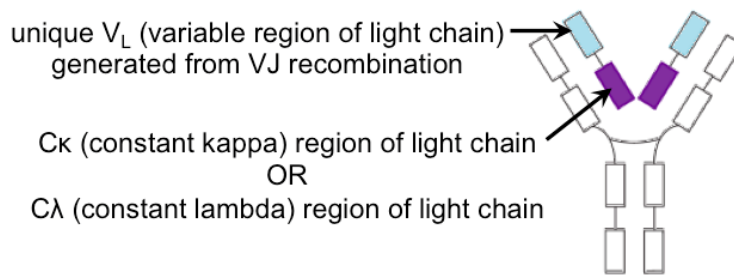 unique VL (variable region of light chain)
generated from VJ recombination
Cκ (constant kappa) region of light chain
OR
Cλ (constant lambda) region of light chain